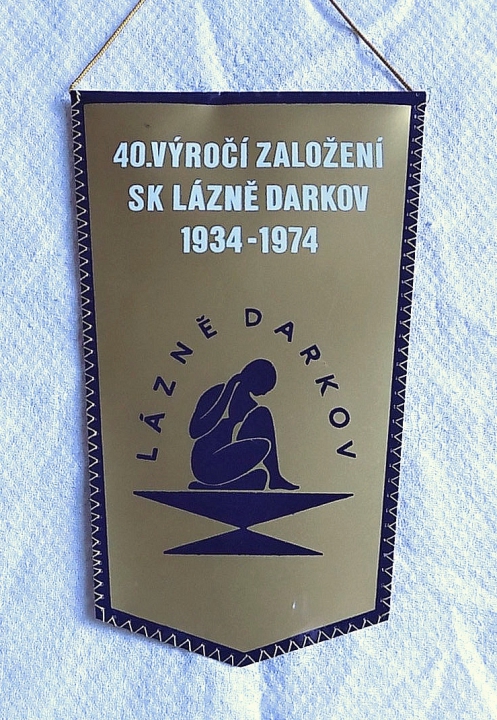 40.VÝROČÍ ZALOŽENÍ
SK LÁZNĚ DARKOV
1934-1974
LÁZNĚ DARKOV